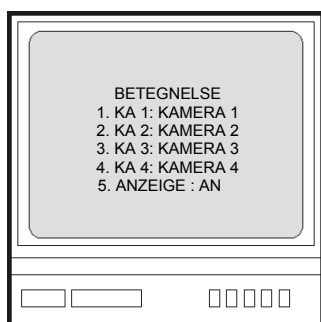 BETEGNELSE
1. KA 1: KAMERA 1
2. KA 2: KAMERA 2
3. KA 3: KAMERA 3
4. KA 4: KAMERA 4
5. ANZEIGE : AN